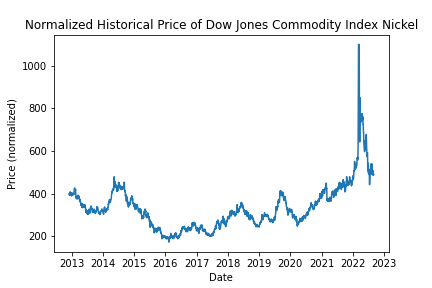 Normalized Historical Price of Dow Jones Commodity Index Nickel
Price (normalized)
1000
800
600
400
200
2013 2014 2015 2016 2017 2018 2019 2020 2021 2022 2023
Date